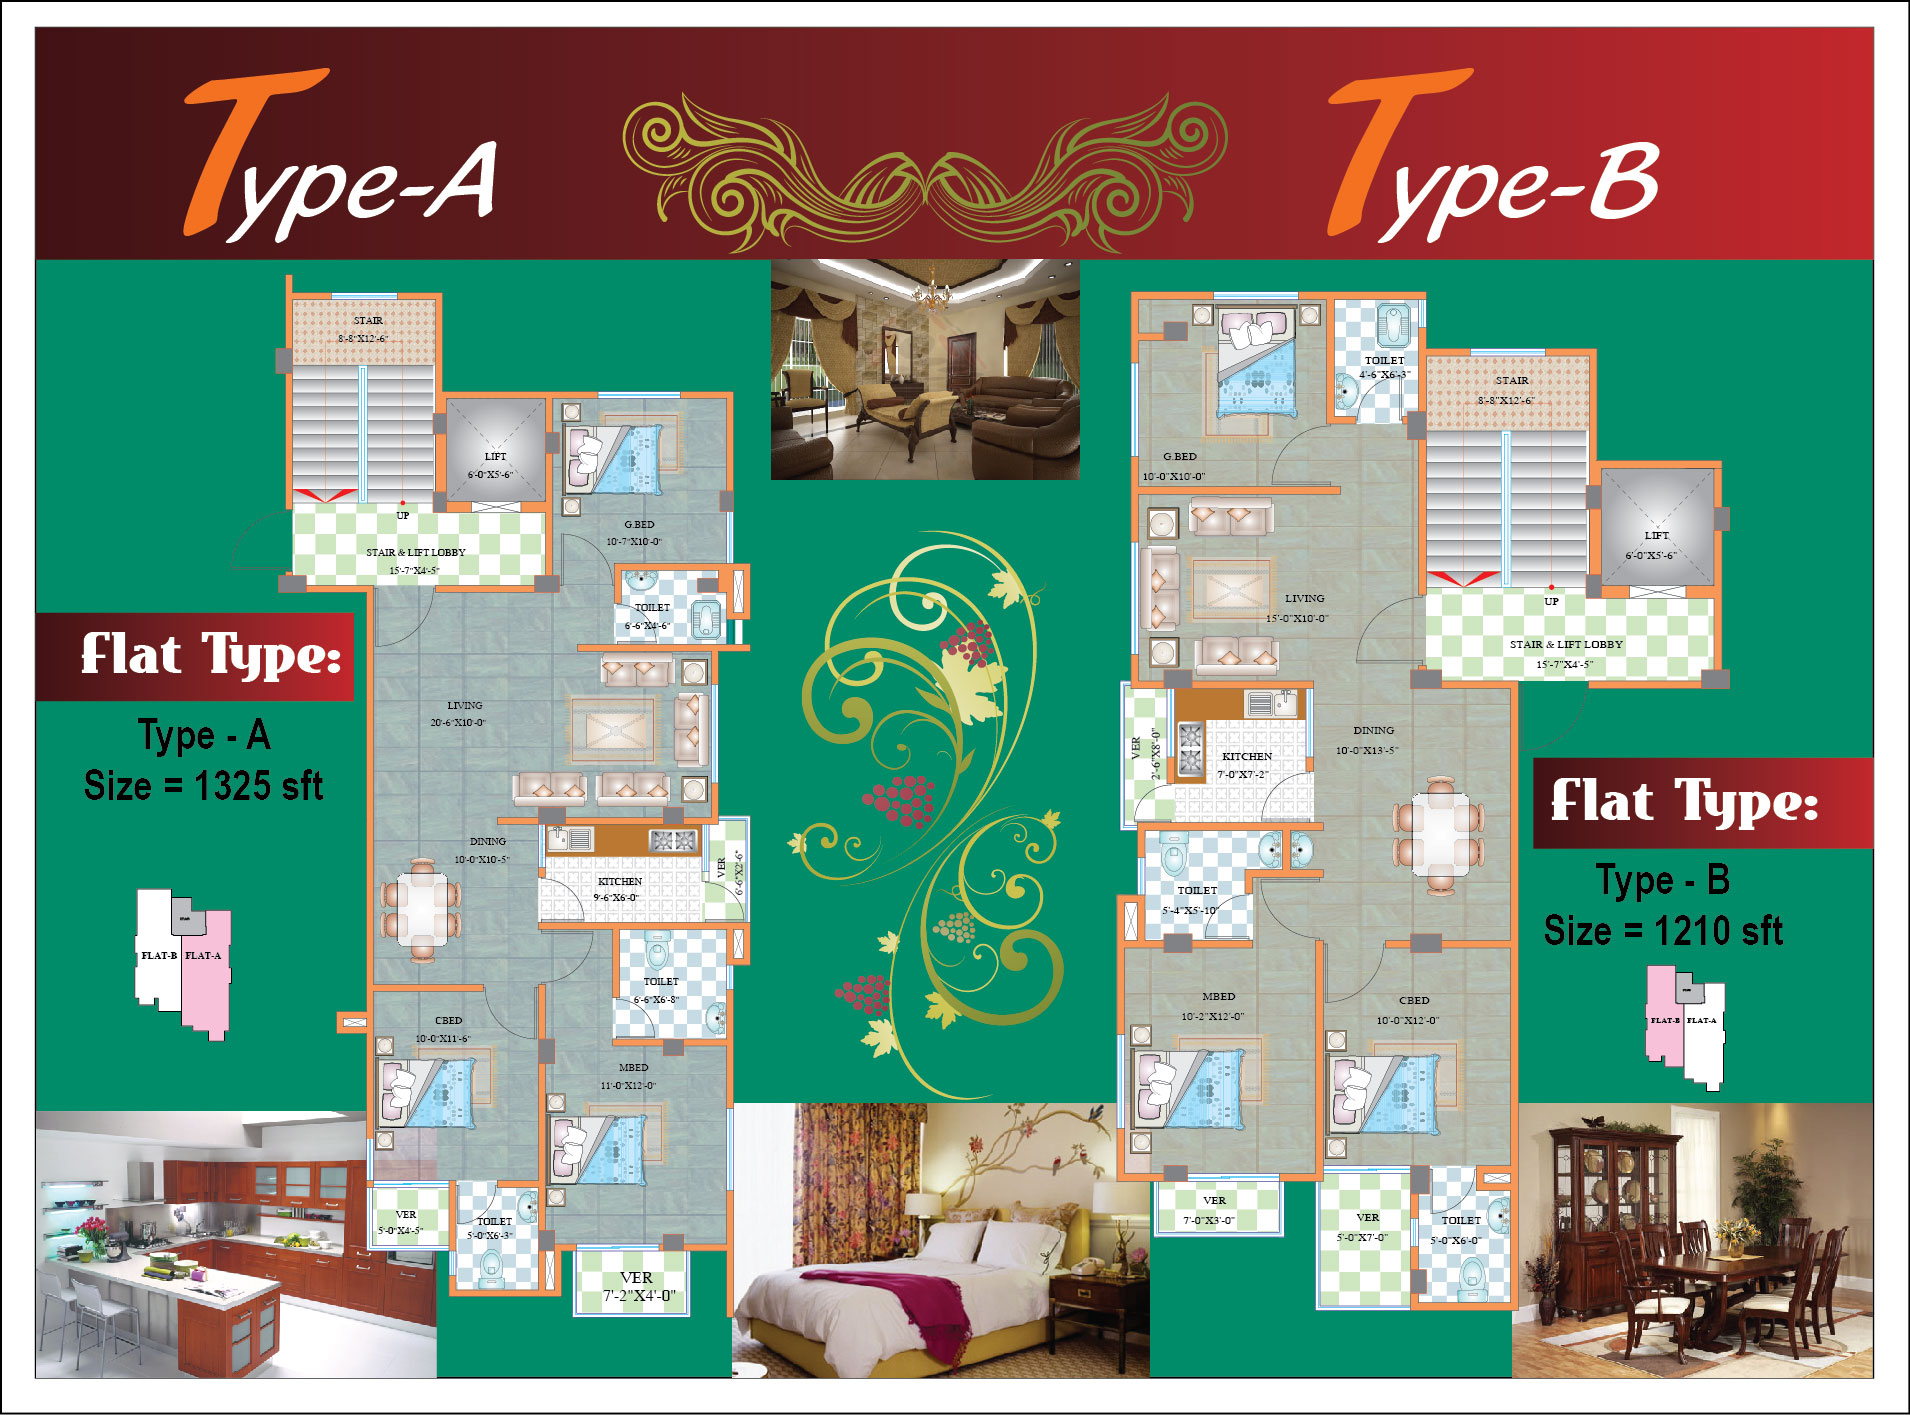 Type-A
Type-B
STAIR
8'-8"X12'-6"
LIFT
6'-0"X5'-6"
UP
STAIR & LIFT LOBBY
15'-7"X4'-5"
G.BED
10'-7"X10'-0"
TOILET
6'-6"X4'-6"
LIVING
20'-6"X10'-0"
DINING
10'-0"X10'-5"
KITCHEN
9'-6"X6'-0"
VER
6'-6"X2'-6"
TOILET
6'-6"X6'-8"
CBED
10'-0"X11'-6"
MBED
11'-0"X12'-0"
VER
5'-0"X4'-5"
TOILET
5'-0"X6'-3"
VER
7'-2"X4'-0"
Flat Type:
Type - A
Size = 1325 sft
FLAT-B
FLAT-A
G.BED
10'-0"X10'-0"
TOILET
4'-6"X6'-3"
STAIR
8'-8"X12'-6"
LIFT
6'-0"X5'-6"
UP
STAIR & LIFT LOBBY
15'-7"X4'-5"
LIVING
15'-0"X10'-0"
DINING
10'-0"X13'-5"
VER
2'-6"X8'-0"
KITCHEN
7'-0"X7'-2"
TOILET
5'-4"X5'-10"
MBED
10'-2"X12'-0"
CBED
10'-0"X12'-0"
VER
7'-0"X3'-0"
VER
5'-0"X7'-0"
TOILET
5'-0"X6'-0"
Flat Type:
Type - B
Size = 1210 sft
FLAT-B
FLAT-A